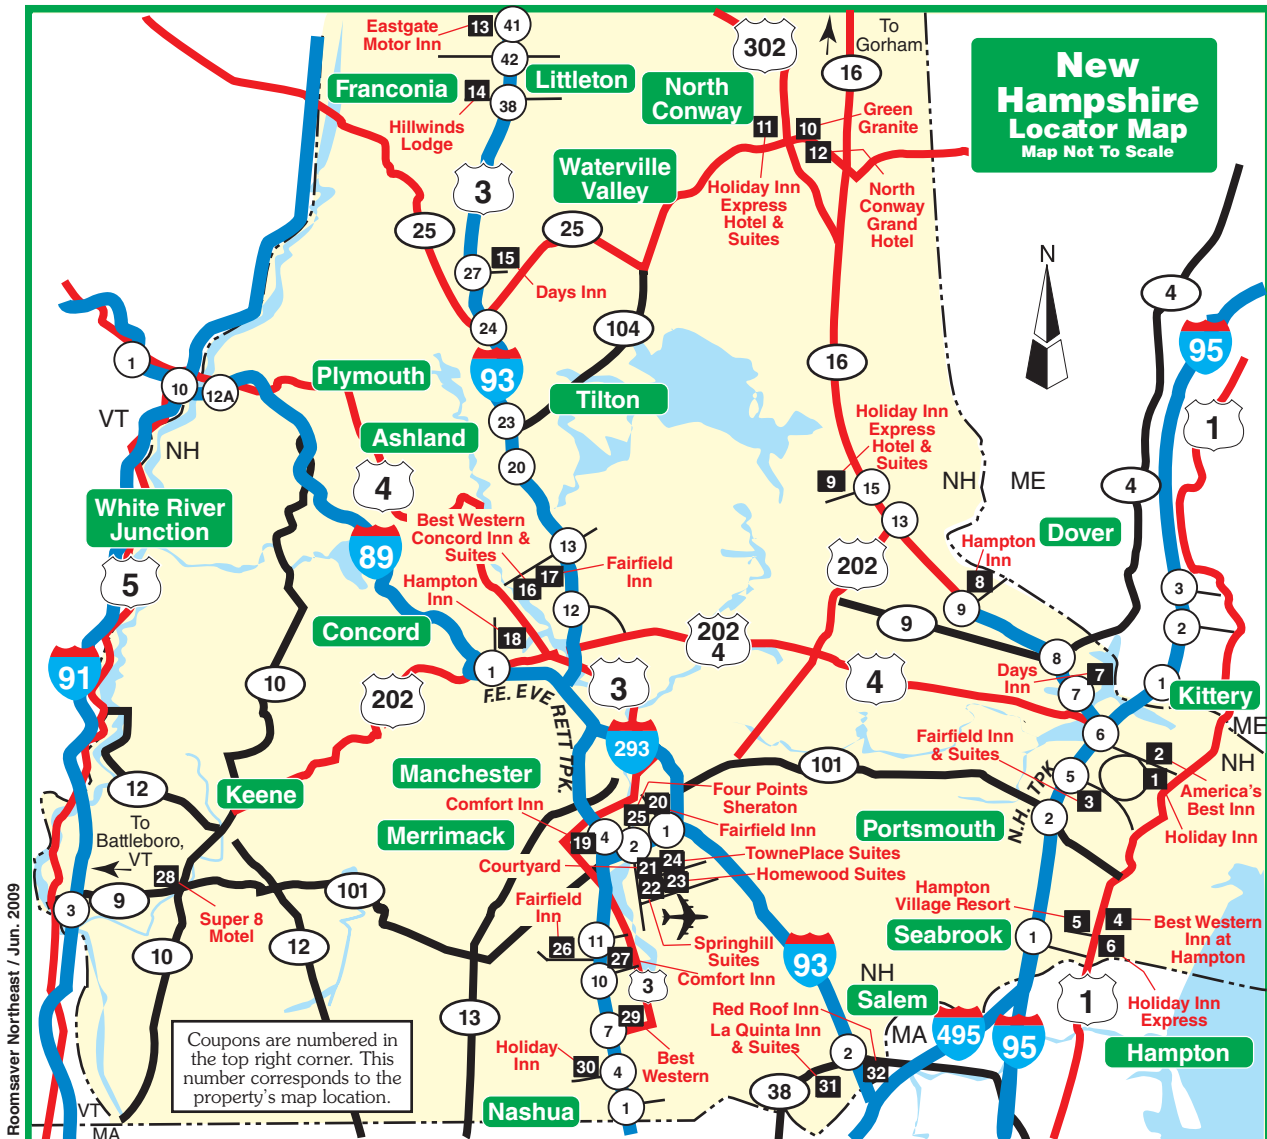 New
Hampshire
Locator Map
Map Not To Scale
Eastgate
Motor Inn
13
41
42
Franconia
14
38
Littleton
Hillwinds
Lodge
302
To
Gorham
16
North
Conway
11
10
Green
Granite
12
3
Waterville
Valley
Holiday Inn
Express
Hotel &
Suites
North
Conway
Grand
Hotel
25
25
27
15
Days Inn
N
4
24
104
95
1
10
12A
Plymouth
93
16
VT
NH
Tilton
23
1
Ashland
Holiday Inn
Express
Hotel &
Suites
20
4
9
15
NH
ME
4
White River
Junction
13
Dover
Best Western
Concord Inn &
Suites
89
13
202
Hampton
Inn
5
17
Fairfield
Inn
16
8
3
Hampton
Inn
12
9
9
2
Concord
18
202
4
8
91
1
10
202
3
4
Days
Inn
7
7
1
Kittery
F.E. EVERETT TPK.
6
ME
NH
293
Fairfield Inn
& Suites
2
Manchester
101
N.H. TPK
5
1
America's
Best Inn
12
Keene
Four Points
Sheraton
3
Comfort Inn
20
25
Fairfield Inn
Holiday Inn
To
Battleboro,
VT
Merrimack
19
4
2
1
Portsmouth
2
Courtyard
21
24
TownePlace Suites
22
23
Homewood Suites
28
9
101
3
Super 8
Motel
Fairfield
Inn
Hampton
Village Resort
5
4
Best Western
Inn at
Hampton
10
12
26
11
Springhill
Suites
Seabrook
1
6
27
Comfort Inn
93
10
3
NH
Salem
1
Holiday Inn
Express
13
7
29
Red Roof Inn
La Quinta Inn
& Suites
MA
495
95
Hampton
Coupons are numbered in
the top right corner. This
number corresponds to the
property's map location.
Holiday
Inn
30
4
Best
Western
2
32
31
38
Nashua
1
VT
MA
Roomsaver Northeast / Jun. 2009